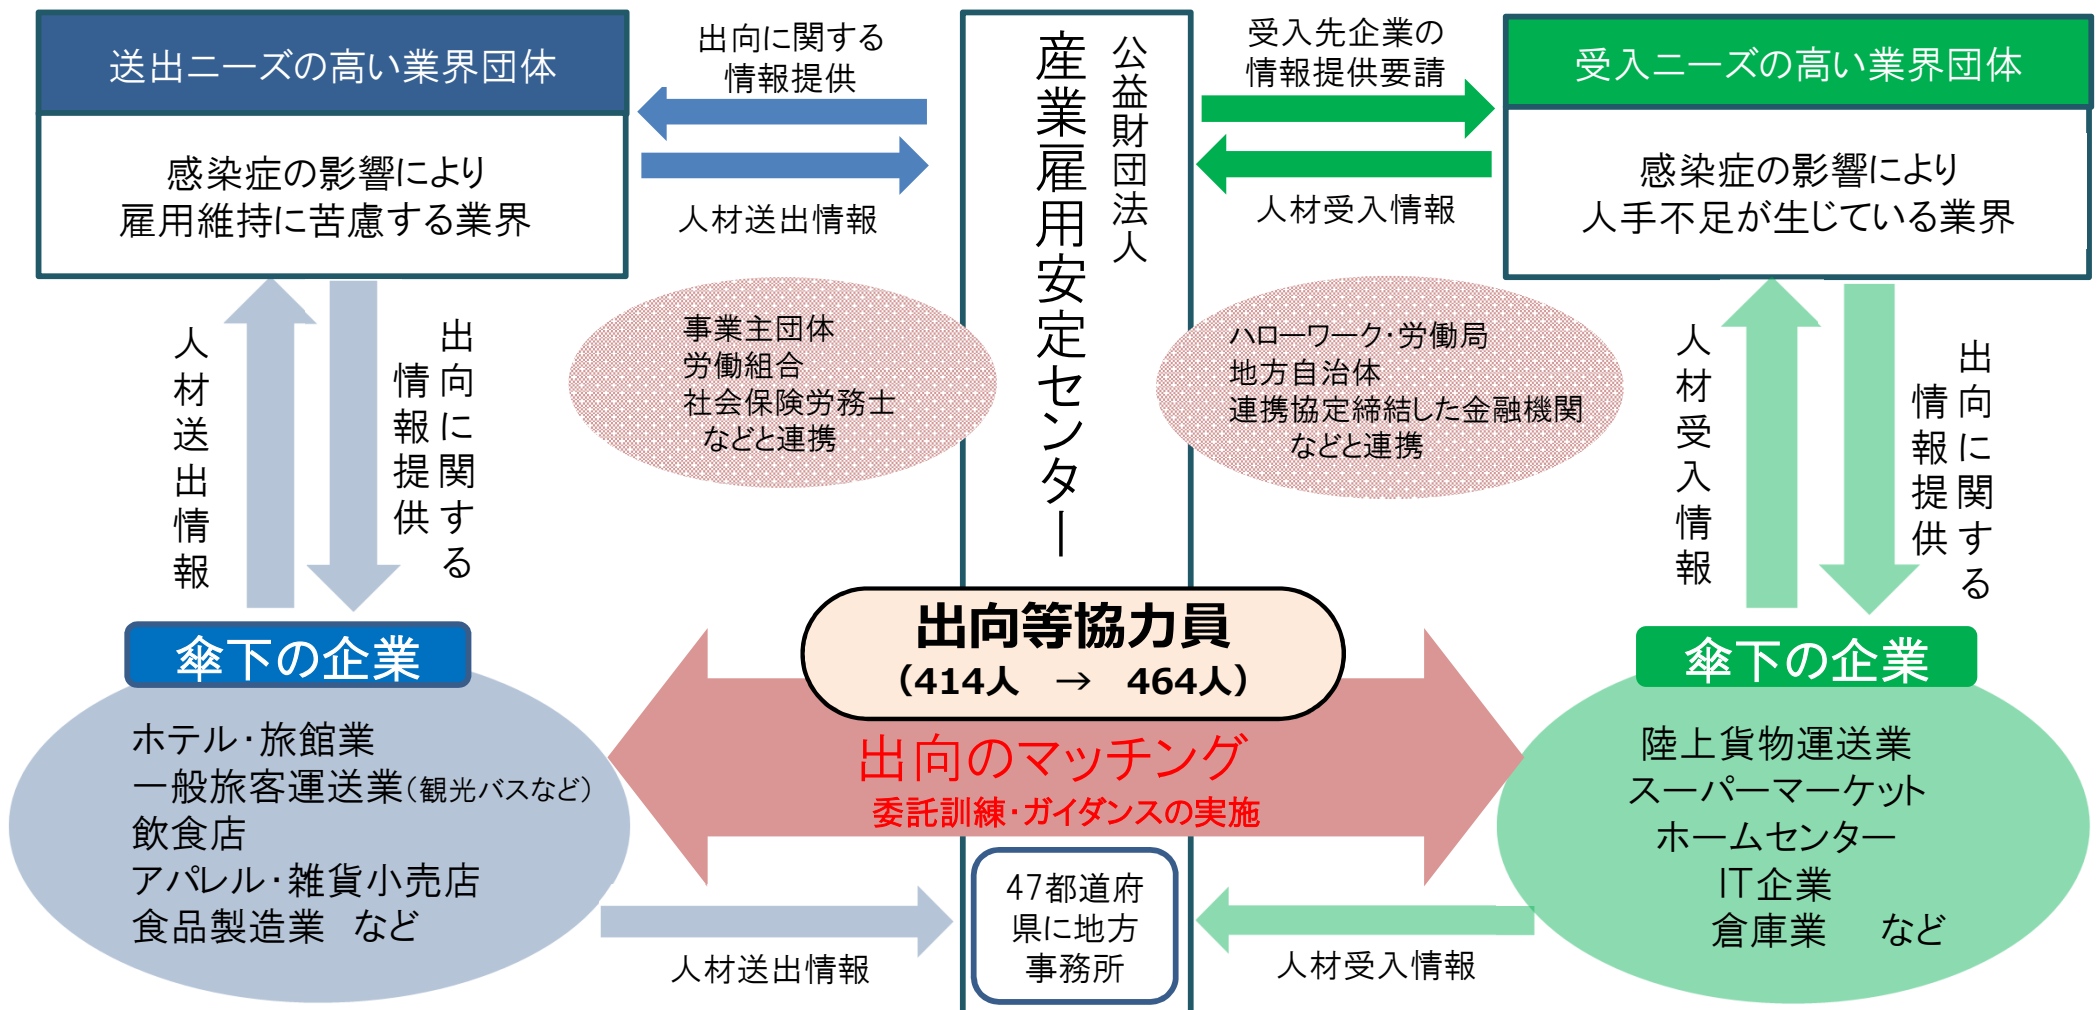 送出ニーズの高い業界団体
感染症の影響により
雇用維持に苦慮する業界
出向に関する
情報提供
人材送出情報
公益財団法人
産業雇用安定センター
受入先企業の
情報提供要請
人材受入情報
受入ニーズの高い業界団体
感染症の影響により
人手不足が生じている業界
事業主団体
労働組合
社会保険労務士
などと連携
ハローワーク・労働局
地方自治体
連携協定締結した金融機関
などと連携
人材送出情報
出向に関する
情報提供
人材受入情報
出向に関する
情報提供
出向等協力員
（414人　→　464人）
出向のマッチング
委託訓練・ガイダンスの実施
傘下の企業
ホテル・旅館業
一般旅客運送業（観光バスなど）
飲食店
アパレル・雑貨小売店
食品製造業　など
傘下の企業
陸上貨物運送業
スーパーマーケット
ホームセンター
IT企業
倉庫業　など
人材送出情報
47都道府
県に地方
事務所
人材受入情報